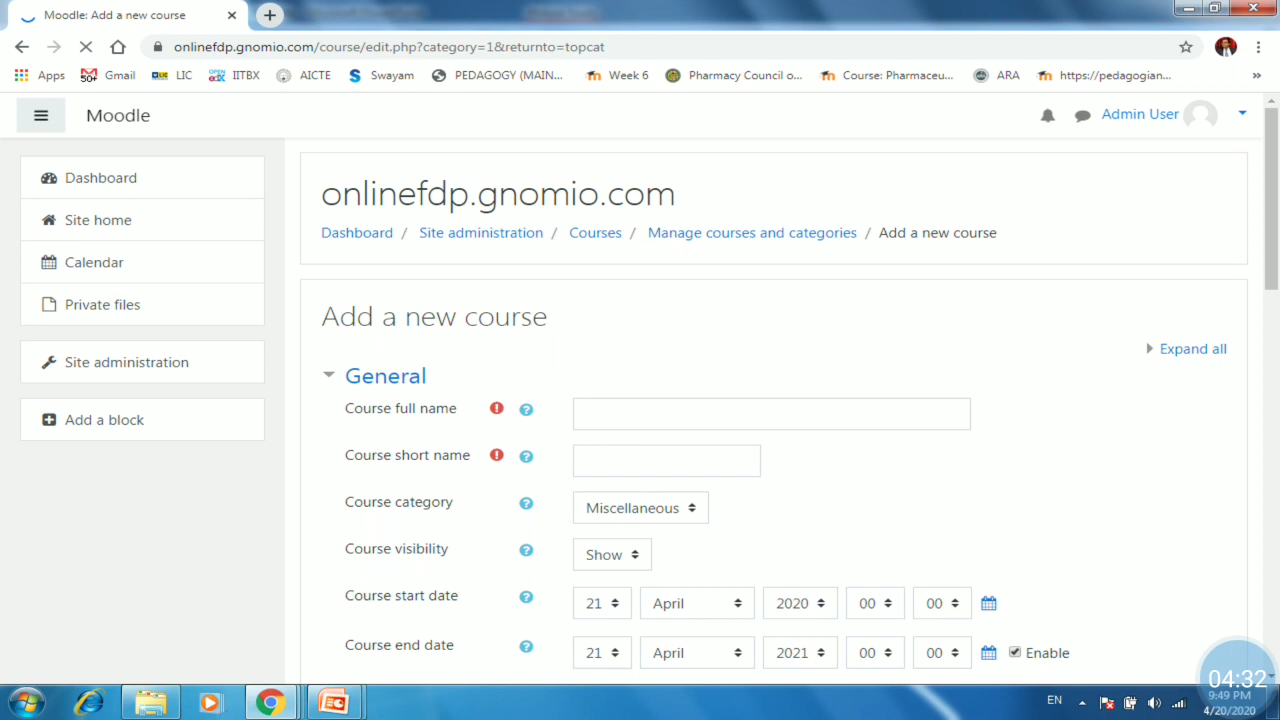 Moodle: Add a new course
onlinefdp.gnomio.com/course/edit.php?category=1&returnto=topcat
Apps Gmail LIC IITBX AICTE Swayam PEDAGOGY (MAIN... Week 6 Pharmacy Council o... Course: Pharmaceu... ARA https://pedagogian...
Moodle
Admin User
Dashboard
Site home
Calendar
Private files
Site administration
Add a block
onlinefdp.gnomio.com
Dashboard / Site administration / Courses / Manage courses and categories / Add a new course
Add a new course
Expand all
General
Course full name
Course short name
Course category Miscellaneous
Course visibility Show
Course start date 21 April 2020 00 00
Course end date 21 April 2021 00 00 Enable
04:32
EN
9:49 PM
4/20/2020